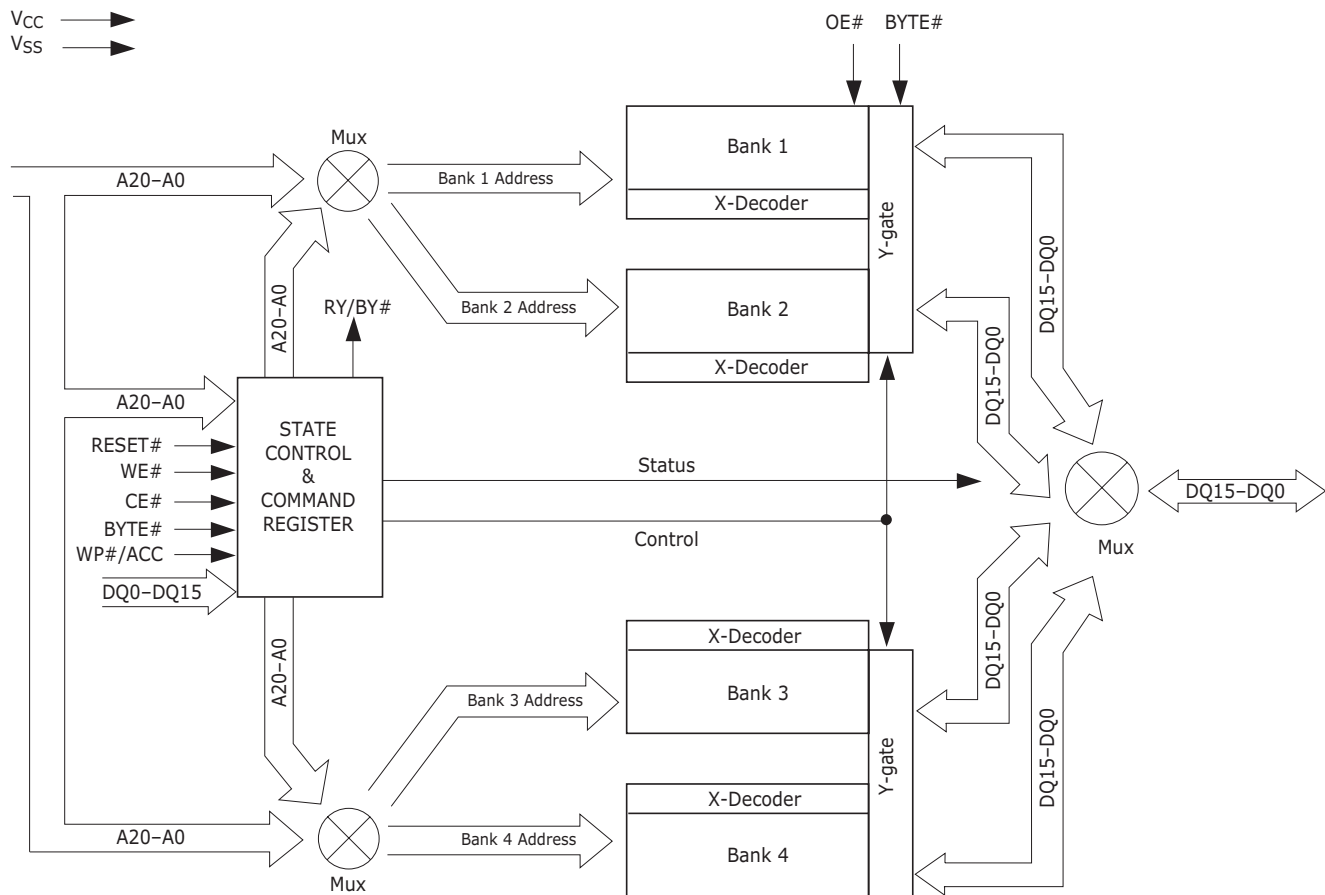 VCC
VSS
OE# BYTE#
Mux
A20–A0
Bank 1 Address
Bank 1
X-Decoder
Y-gate
DQ15–DQ0
A20–A0
RY/BY#
Bank 2 Address
Bank 2
X-Decoder
DQ15–DQ0
A20–A0
RESET#
WE#
CE#
BYTE#
WP#/ACC
DQ0–DQ15
STATE
CONTROL
&
COMMAND
REGISTER
Status
Control
DQ15–DQ0
Mux
A20–A0
X-Decoder
Bank 3 Address
Bank 3
Y-gate
DQ15–DQ0
DQ15–DQ0
X-Decoder
A20–A0
Bank 4 Address
Bank 4
Mux